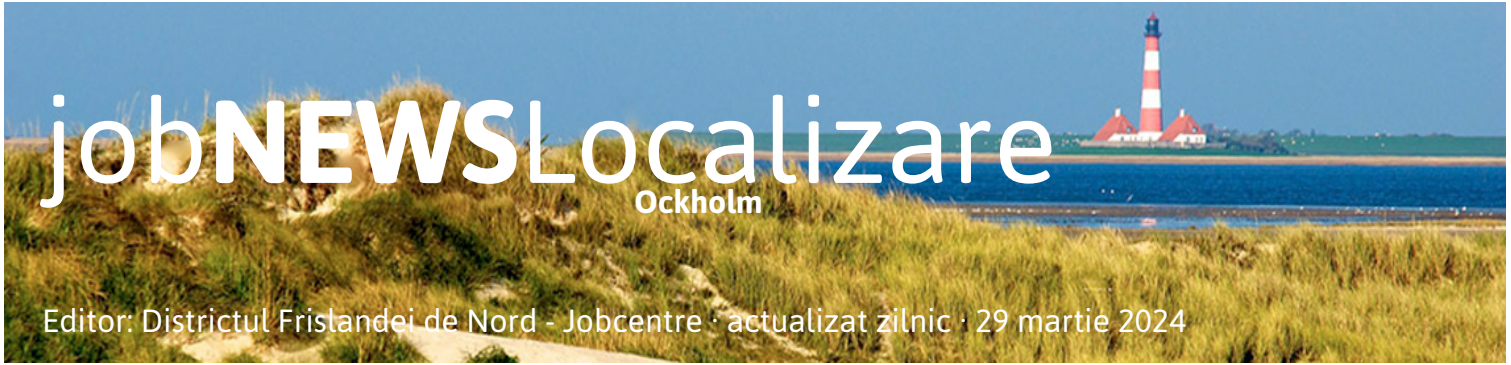 jobNEWSLocalizare
Ockholm
Editor: Districtul Frislandei de Nord - Jobcentre · actualizat zilnic · 29 martie 2024